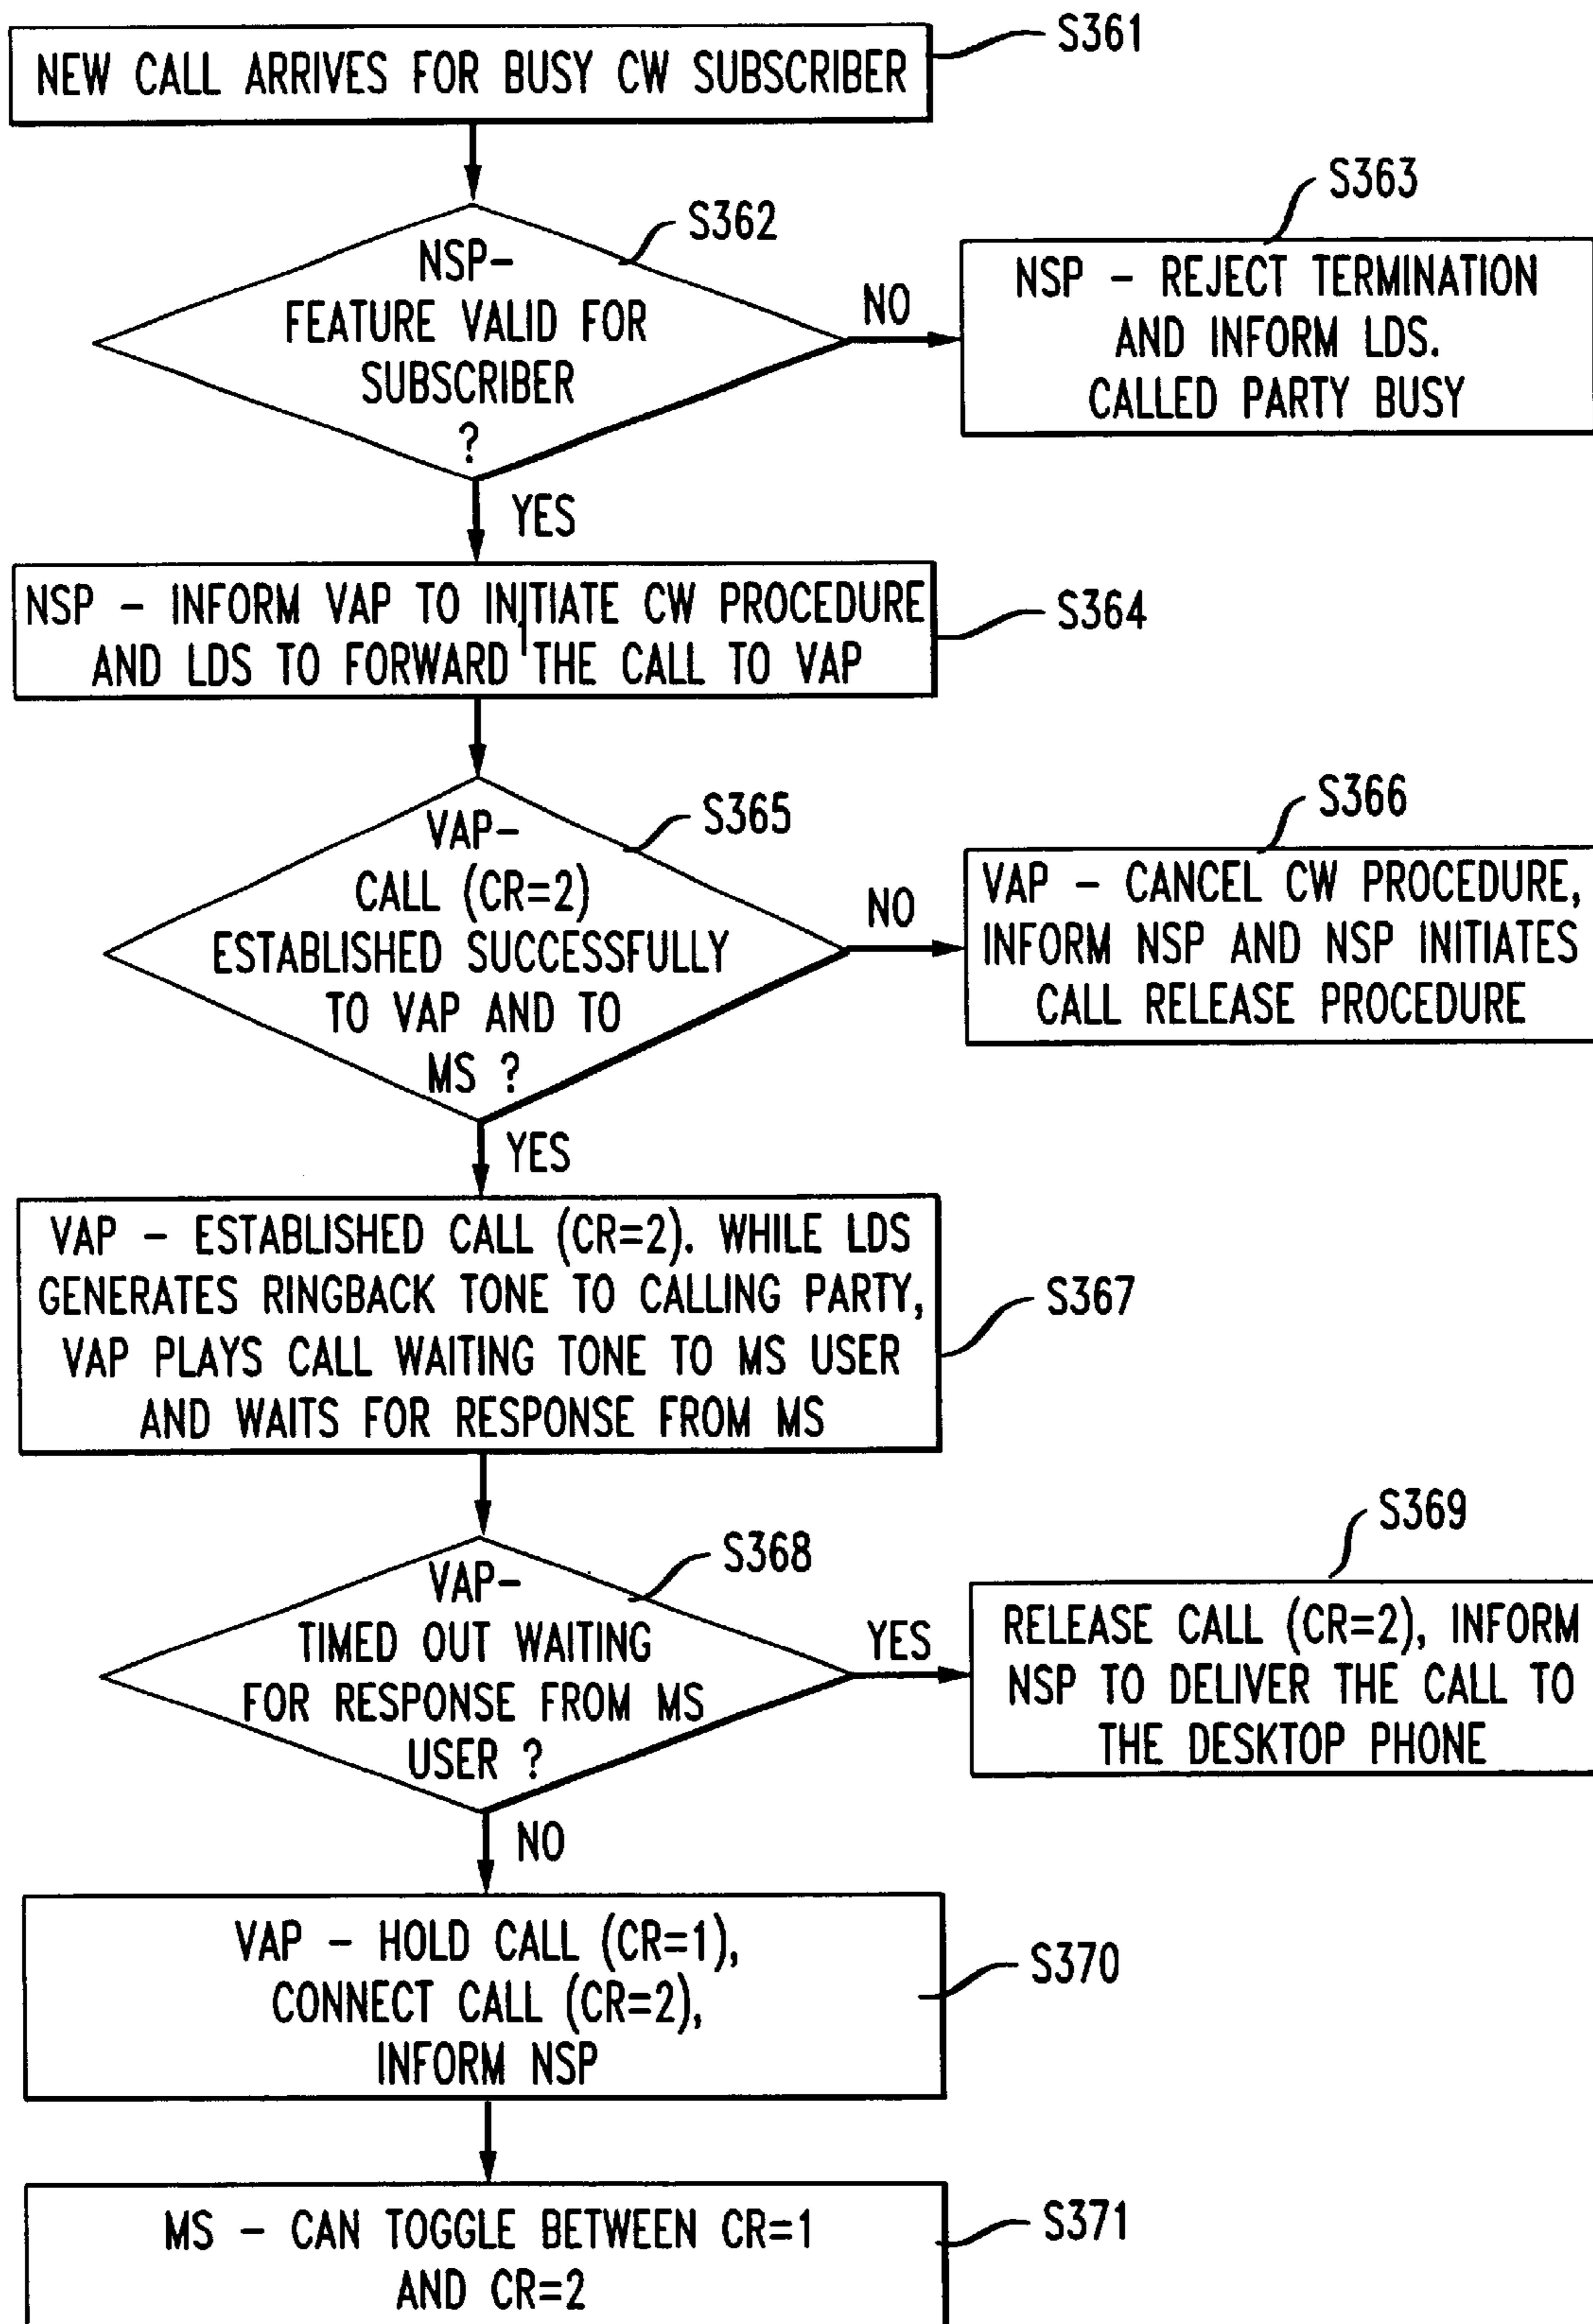 NEW CALL ARRIVES FOR BUSY CW SUBSCRIBER
S361
NSP-
FEATURE VALID FOR
SUBSCRIBER
?
S362
NO
YES
NSP - REJECT TERMINATION
AND INFORM LDS.
CALLED PARTY BUSY
S363
NSP - INFORM VAP TO INITIATE CW PROCEDURE
AND LDS TO FORWARD THE CALL TO VAP
S364
VAP-
CALL (CR=2)
ESTABLISHED SUCCESSFULLY
TO VAP AND TO
MS ?
S365
NO
YES
VAP - CANCEL CW PROCEDURE,
INFORM NSP AND NSP INITIATES
CALL RELEASE PROCEDURE
S366
VAP - ESTABLISHED CALL (CR=2). WHILE LDS
GENERATES RINGBACK TONE TO CALLING PARTY,
VAP PLAYS CALL WAITING TONE TO MS USER
AND WAITS FOR RESPONSE FROM MS
S367
VAP-
TIMED OUT WAITING
FOR RESPONSE FROM MS
USER ?
S368
YES
NO
RELEASE CALL (CR=2), INFORM
NSP TO DELIVER THE CALL TO
THE DESKTOP PHONE
S369
VAP - HOLD CALL (CR=1),
CONNECT CALL (CR=2),
INFORM NSP
S370
MS - CAN TOGGLE BETWEEN CR=1
AND CR=2
S371